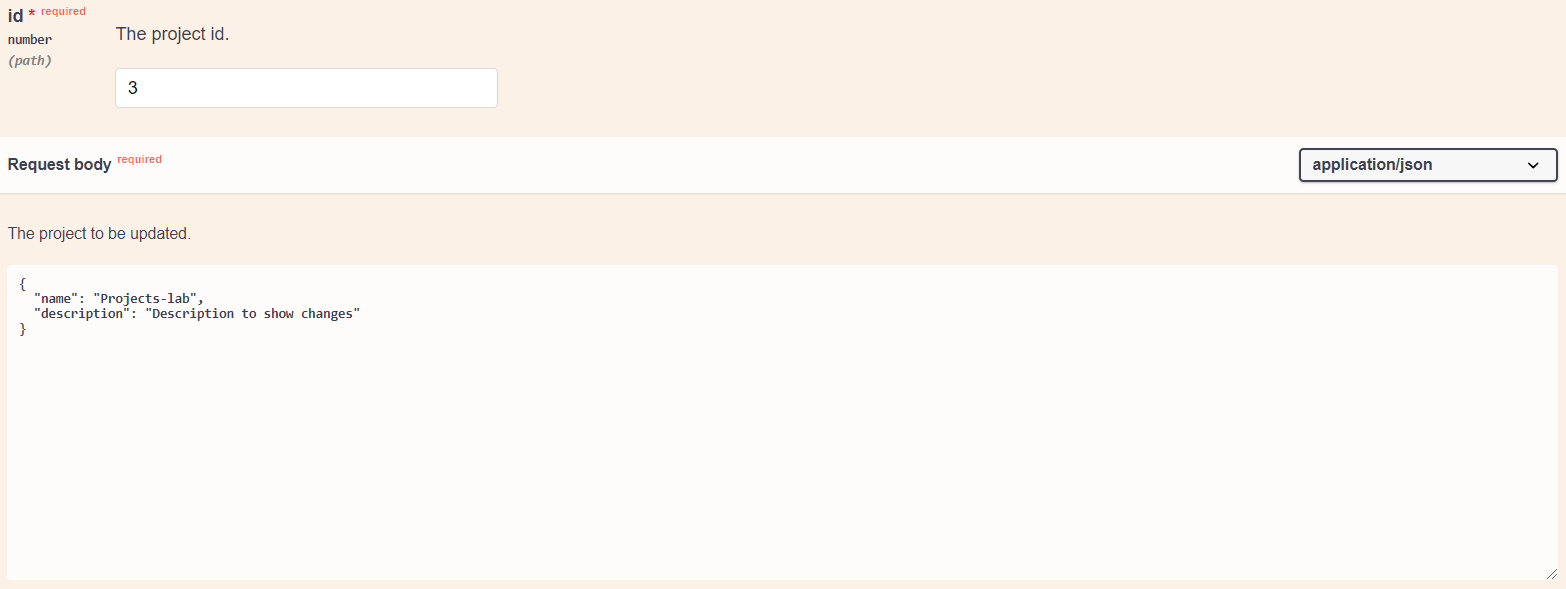 id * required
number
(path)
The project id.
3
Request body required
application/json
The project to be updated.
{
  "name": "Projects-lab",
  "description": "Description to show changes"
}